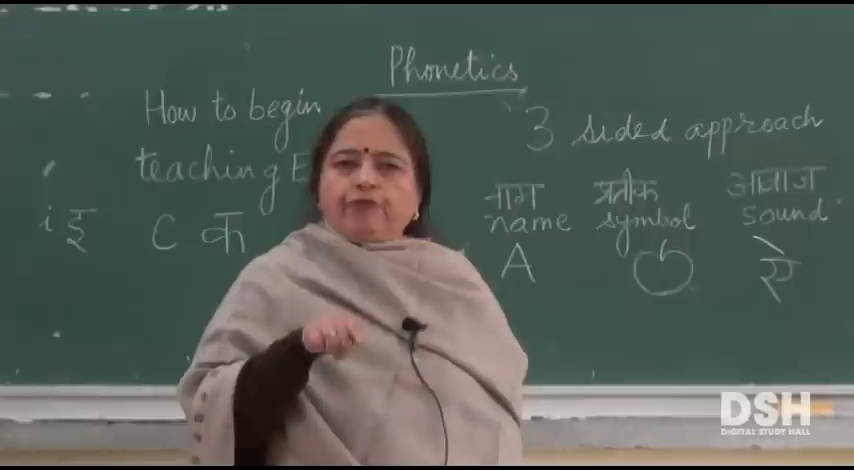 Phonetics
How to begin
teaching E
i इ C क
3 sided approach
नाम प्रतीक आवाज
name symbol sound
A ऐ
DSH
DIGITAL STUDY HALL